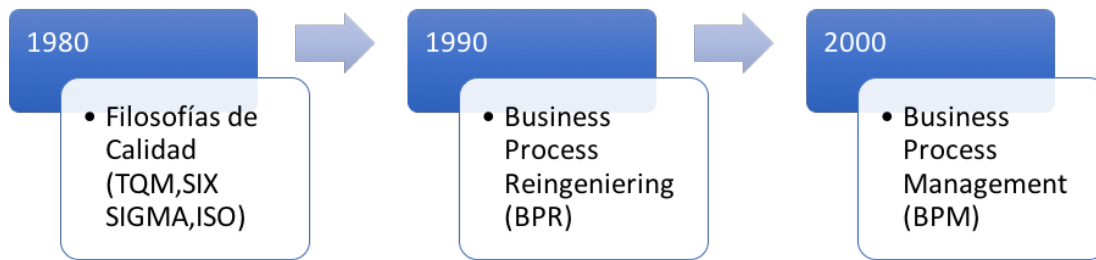 1980
• Filosofías de
Calidad
(TQM,SIX
SIGMA,ISO)
1990
• Business
Process
Reingeniering
(BPR)
2000
• Business
Process
Management
(BPM)